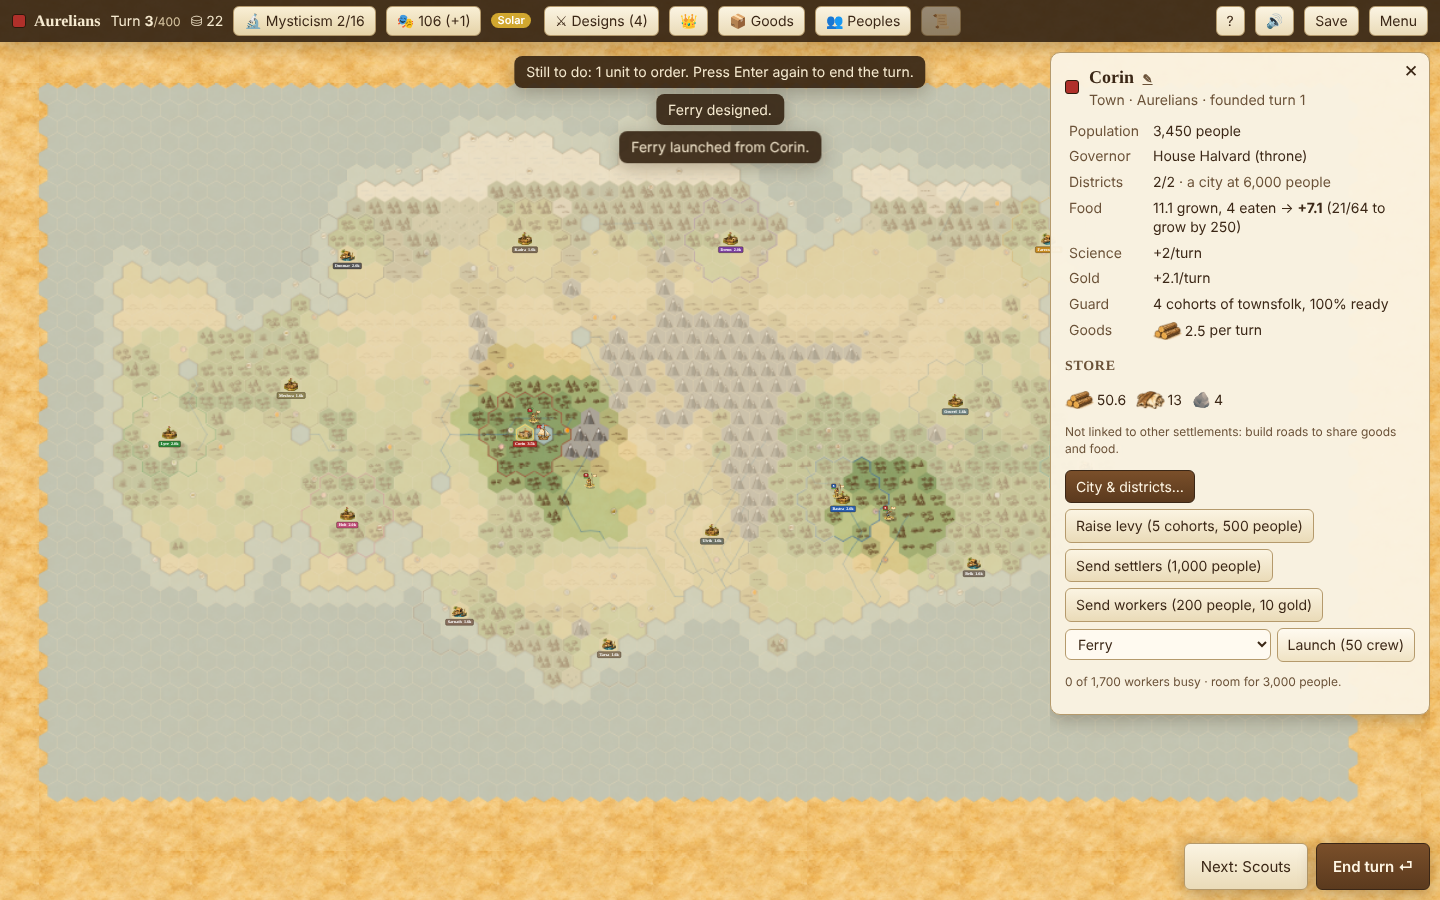 Aurelians Turn 3/400 22 Mysticism 2/16 106 (+1) Solar Designs (4) Goods Peoples ? Save Menu
Still to do: 1 unit to order. Press Enter again to end the turn.
Ferry designed.
Ferry launched from Corin.
Corin
Town · Aurelians · founded turn 1
Population 3,450 people
Governor House Halvard (throne)
Districts 2/2 · a city at 6,000 people
Food 11.1 grown, 4 eaten → +7.1 (21/64 to
grow by 250)
Science +2/turn
Gold +2.1/turn
Guard 4 cohorts of townsfolk, 100% ready
Goods 2.5 per turn
STORE
50.6 13 4
Not linked to other settlements: build roads to share goods
and food.
City & districts...
Raise levy (5 cohorts, 500 people)
Send settlers (1,000 people)
Send workers (200 people, 10 gold)
Ferry Launch (50 crew)
0 of 1,700 workers busy · room for 3,000 people.
Next: Scouts End turn ⏎